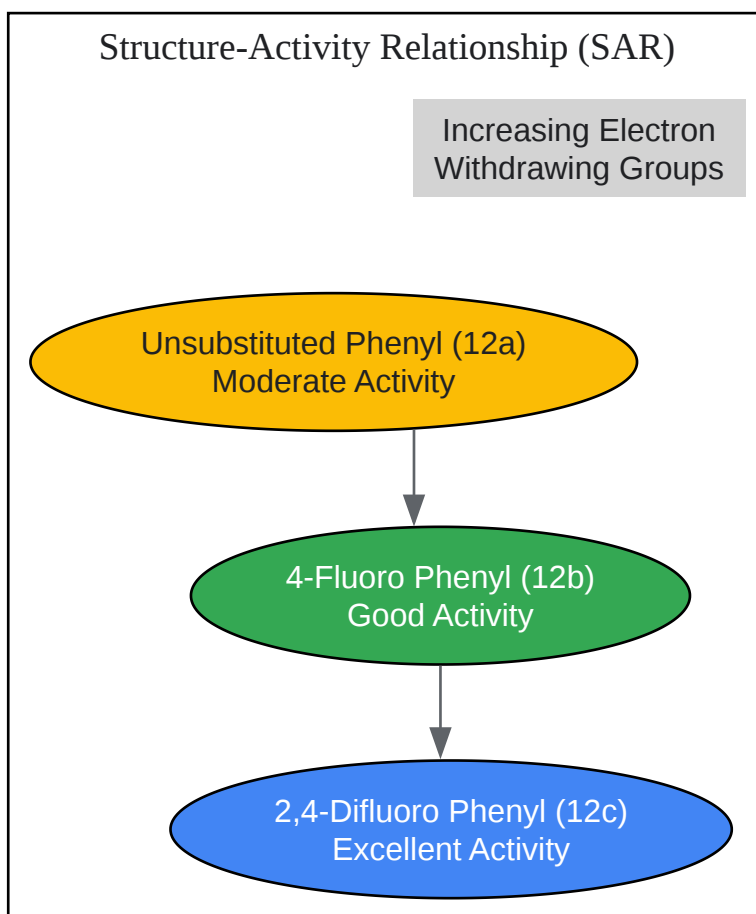 Structure-Activity Relationship (SAR)
Increasing Electron
Withdrawing Groups
Unsubstituted Phenyl (12a)
Moderate Activity
4-Fluoro Phenyl (12b)
Good Activity
2,4-Difluoro Phenyl (12c)
Excellent Activity